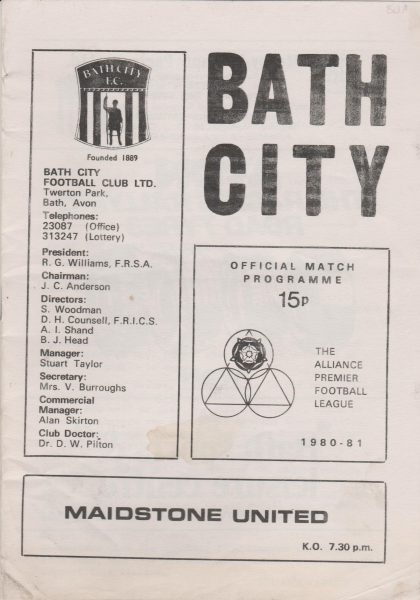 BATH CITY
F.C.
Founded 1889
BATH CITY
FOOTBALL CLUB LTD.
Twerton Park,
Bath, Avon
Telephones:
23087 (Office)
313247 (Lottery)
President:
R. G. Williams, F.R.S.A.
Chairman:
J. C. Anderson
Directors:
S. Woodman
D. H. Counsell, F.R.I.C.S.
A. I. Shand
B. J. Head
Manager:
Stuart Taylor
Secretary:
Mrs. V. Burroughs
Commercial
Manager:
Alan Skirton
Club Doctor:
Dr. D. W. Pilton
BATH
CITY
OFFICIAL MATCH
PROGRAMME
15p
THE
ALLIANCE
PREMIER
FOOTBALL
LEAGUE
1980-81
MAIDSTONE UNITED
K.O. 7.30 p.m.